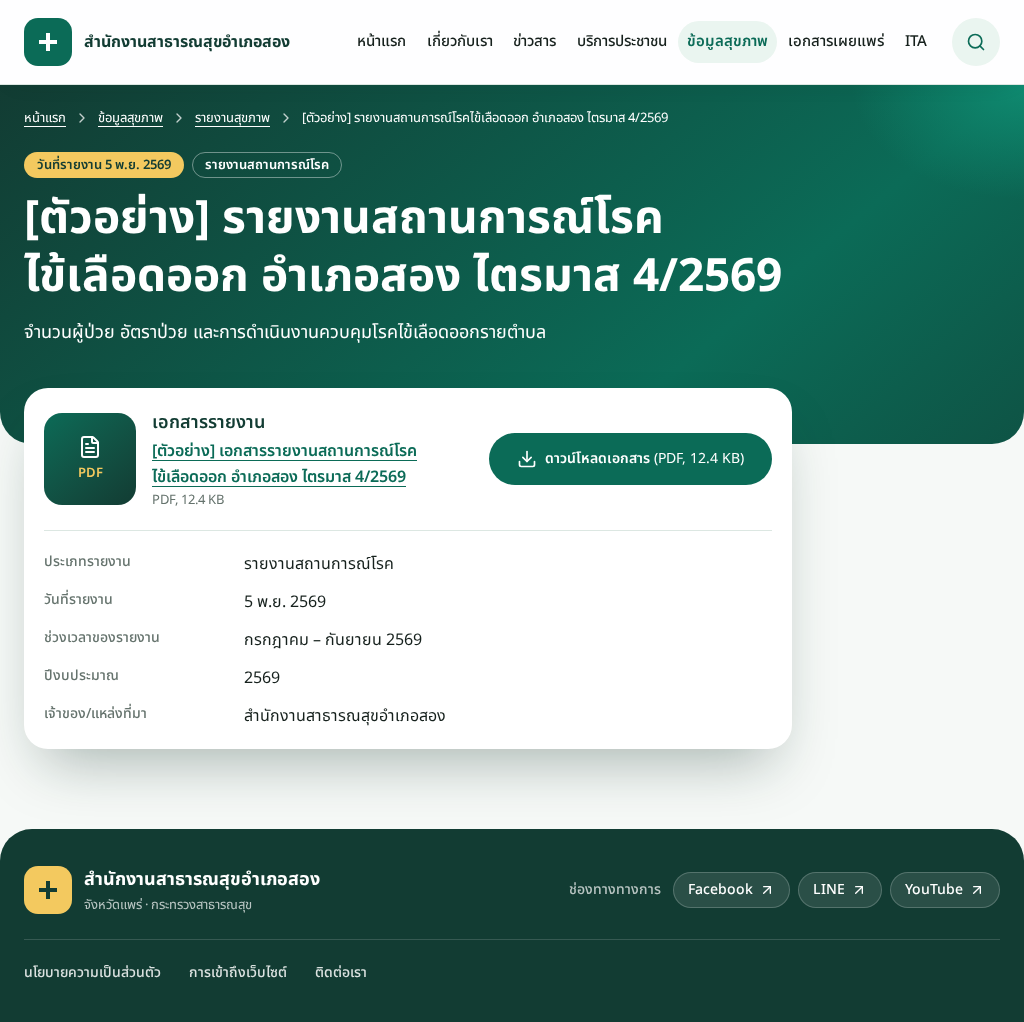 สำนักงานสาธารณสุขอำเภอสอง
หน้าแรก เกี่ยวกับเรา ข่าวสาร บริการประชาชน ข้อมูลสุขภาพ เอกสารเผยแพร่ ITA
หน้าแรก ข้อมูลสุขภาพ รายงานสุขภาพ [ตัวอย่าง] รายงานสถานการณ์โรคไข้เลือดออก อำเภอสอง ไตรมาส 4/2569
วันที่รายงาน 5 พ.ย. 2569 รายงานสถานการณ์โรค
[ตัวอย่าง] รายงานสถานการณ์โรค
ไข้เลือดออก อำเภอสอง ไตรมาส 4/2569
จำนวนผู้ป่วย อัตราป่วย และการดำเนินงานควบคุมโรคไข้เลือดออกรายตำบล
PDF
เอกสารรายงาน
[ตัวอย่าง] เอกสารรายงานสถานการณ์โรค
ไข้เลือดออก อำเภอสอง ไตรมาส 4/2569
PDF, 12.4 KB
ดาวน์โหลดเอกสาร (PDF, 12.4 KB)
ประเภทรายงาน รายงานสถานการณ์โรค
วันที่รายงาน 5 พ.ย. 2569
ช่วงเวลาของรายงาน กรกฎาคม – กันยายน 2569
ปีงบประมาณ 2569
เจ้าของ/แหล่งที่มา สำนักงานสาธารณสุขอำเภอสอง
สำนักงานสาธารณสุขอำเภอสอง
จังหวัดแพร่ · กระทรวงสาธารณสุข
ช่องทางทางการ Facebook LINE YouTube
นโยบายความเป็นส่วนตัว การเข้าถึงเว็บไซต์ ติดต่อเรา